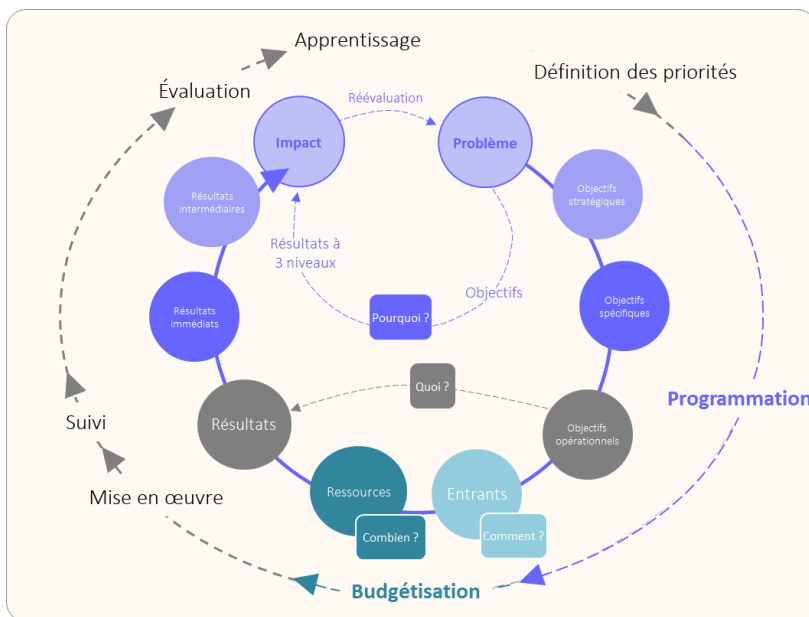 Apprentissage
Définition des priorités
Évaluation
Réévaluation
Impact
Problème
Résultats
intermédiaires
Objectifs
stratégiques
Résultats à
3 niveaux
Objectifs
Pourquoi ?
Résultats
immédiats
Objectifs
spécifiques
Quoi ?
Programmation
Suivi
Résultats
Objectifs
opérationnels
Mise en œuvre
Ressources
Entrants
Combien ?
Comment ?
Budgétisation